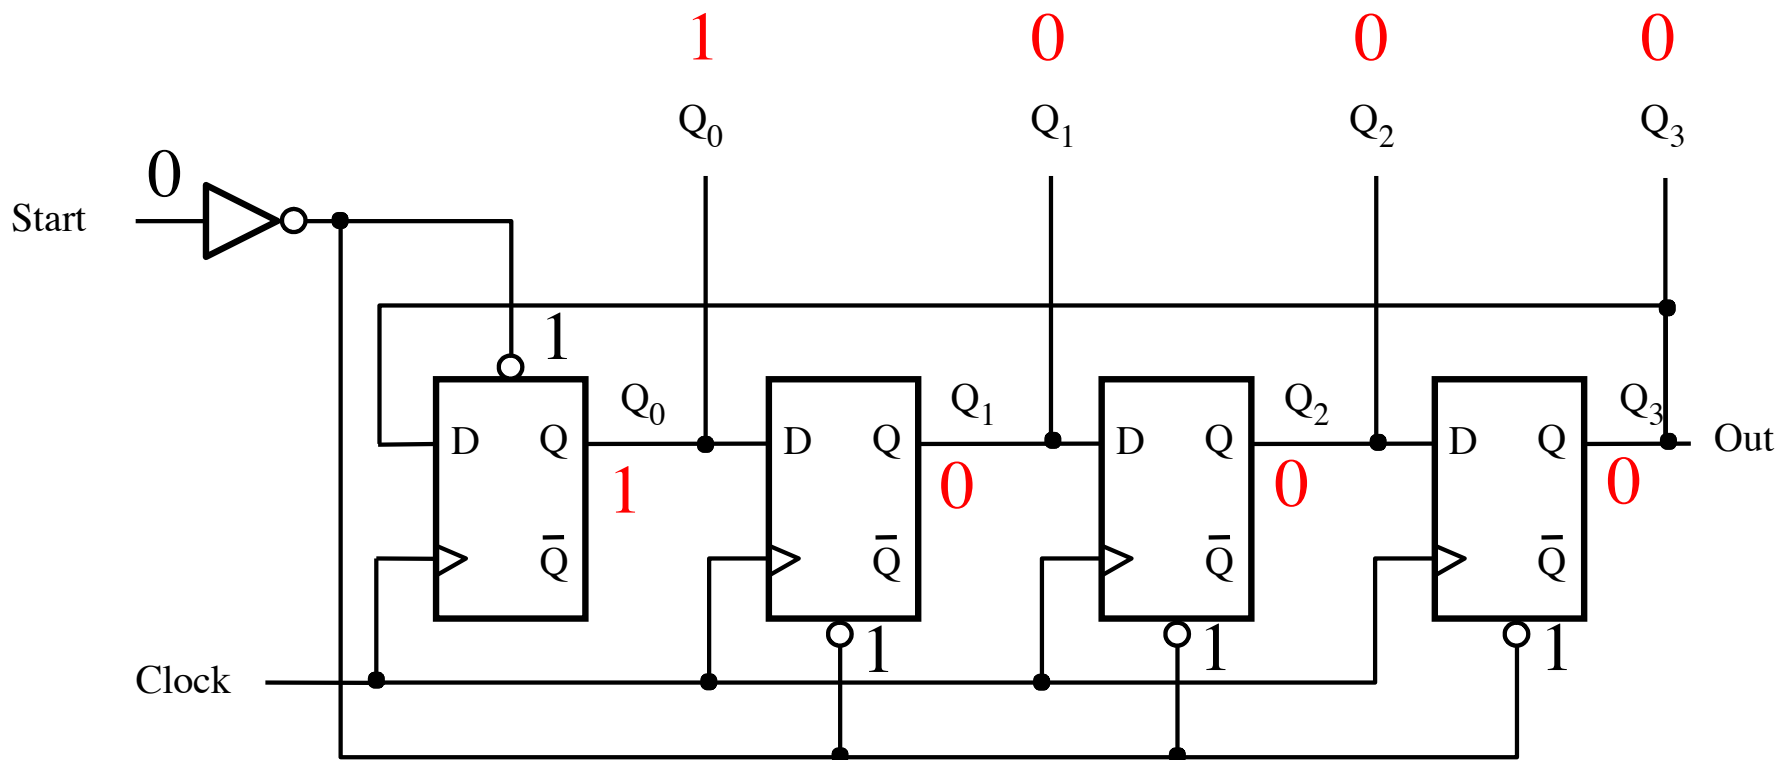 1 0 0 0
Q0 Q1 Q2 Q3
0
Start
1
Q0 Q1 Q2 Q3
D Q D Q D Q D Q Out
1 0 0 0
Q̅ Q̅ Q̅ Q̅
1 1 1
Clock